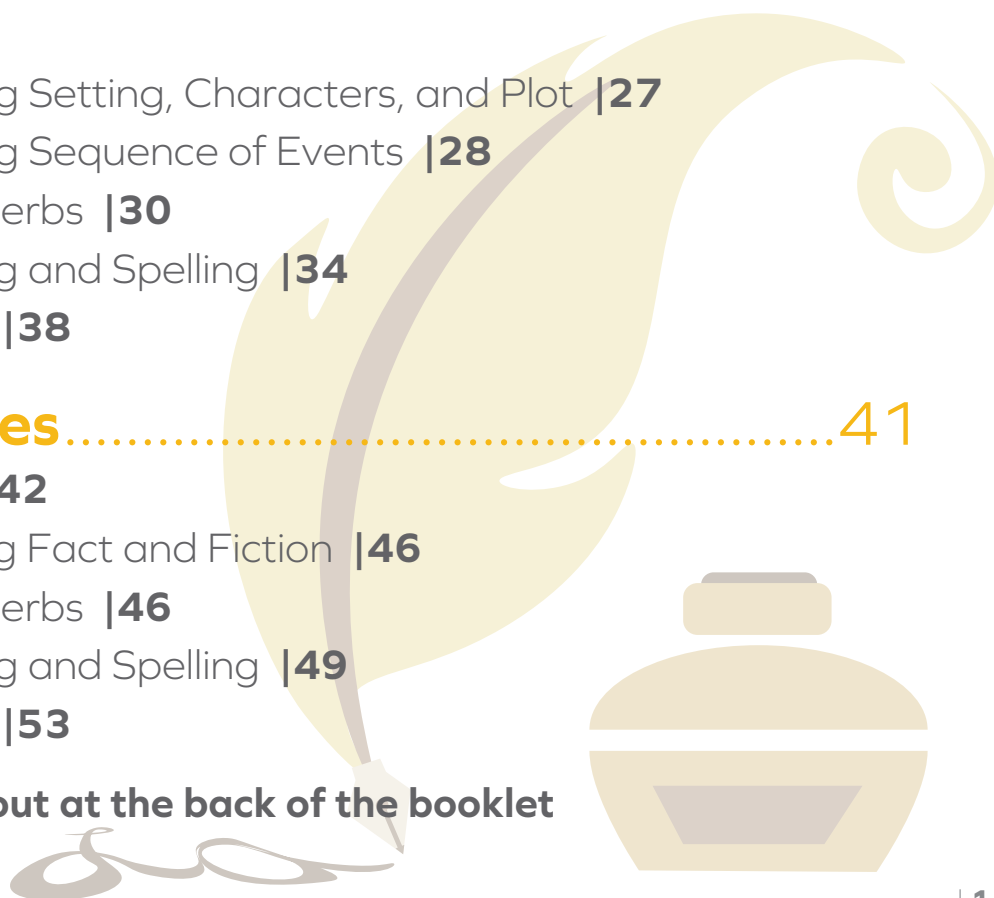 g Setting, Characters, and Plot |27
g Sequence of Events |28
erbs |30
g and Spelling |34
|38
es.................................................41
42
g Fact and Fiction |46
erbs |46
g and Spelling |49
|53
out at the back of the booklet